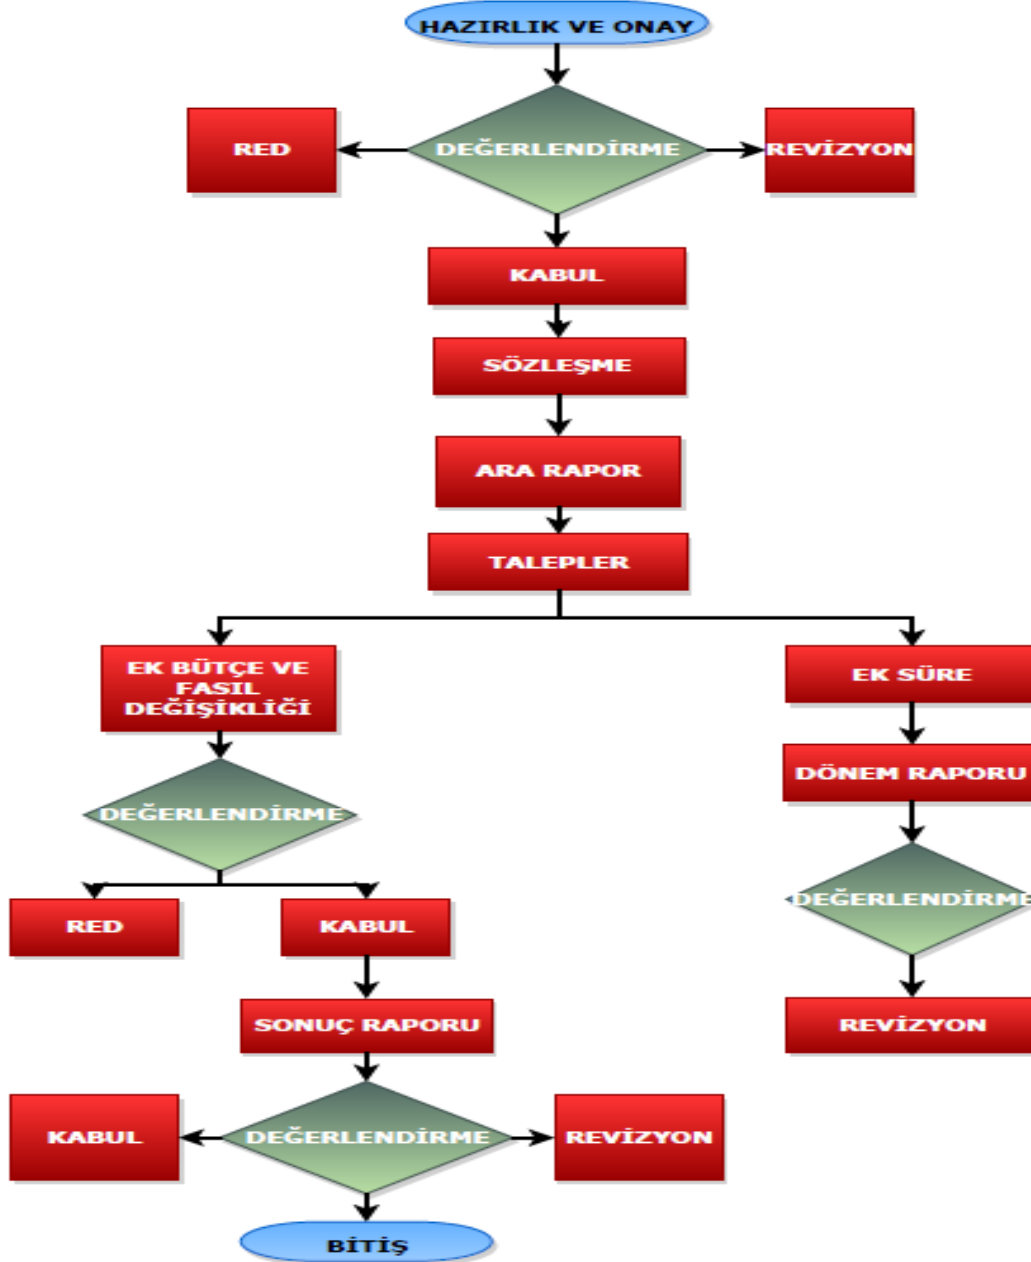 HAZIRLIK VE ONAY
RED
DEĞERLENDİRME
REVİZYON
KABUL
SÖZLEŞME
ARA RAPOR
TALEPLER
EK BÜTÇE VE
FASIL
DEĞİŞİKLİĞİ
EK SÜRE
DÖNEM RAPORU
DEĞERLENDİRME
DEĞERLENDİRME
RED
KABUL
SONUÇ RAPORU
REVİZYON
KABUL
DEĞERLENDİRME
REVİZYON
BİTİŞ